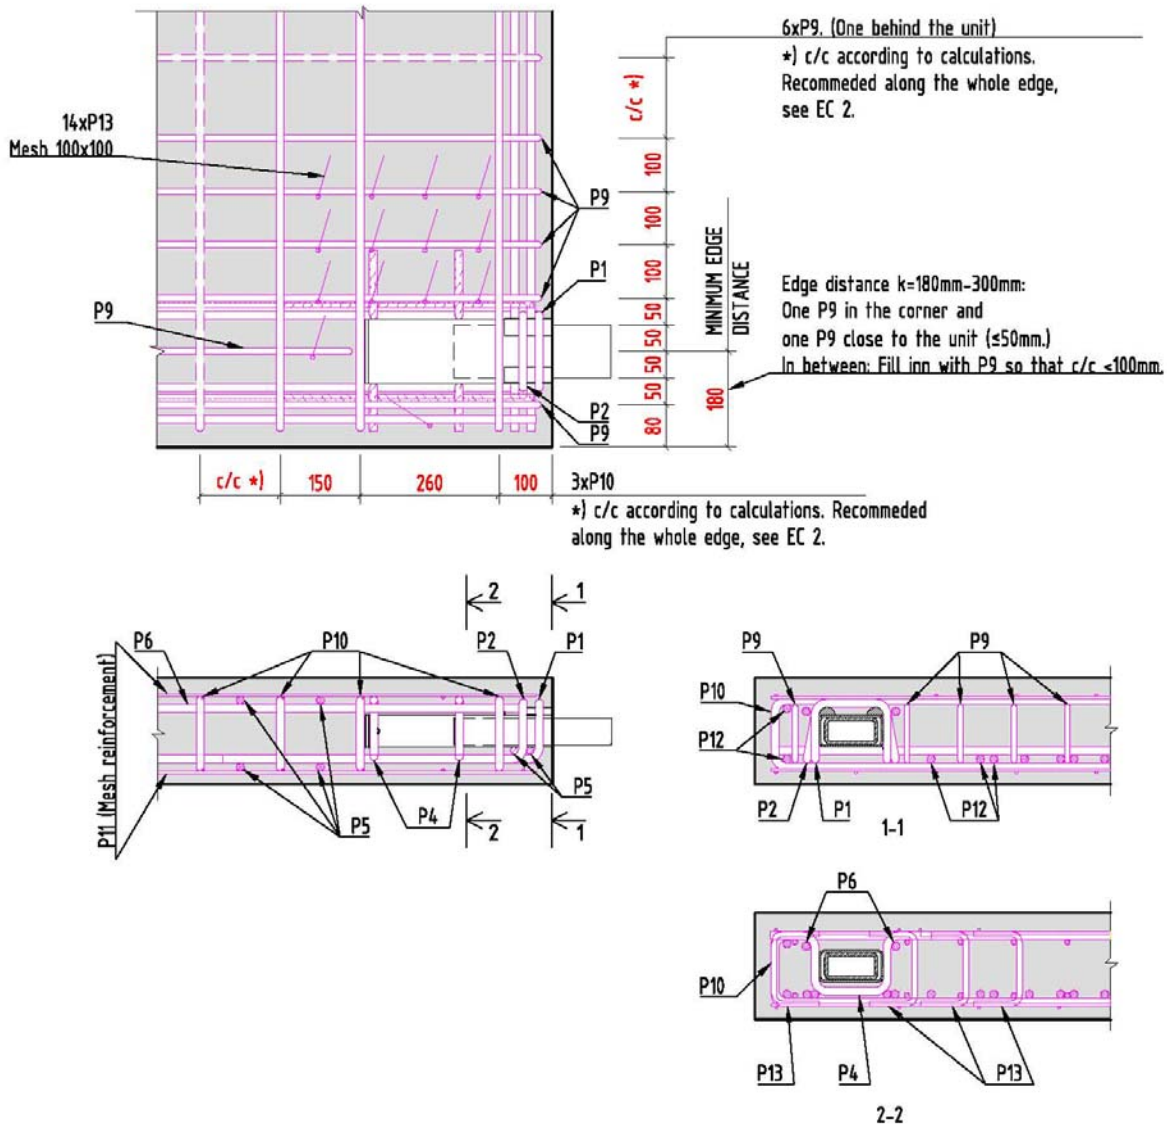 6xP9. (One behind the unit)
*) c/c according to calculations.
Recommeded along the whole edge,
see EC 2.
c/c *)
14xP13
Mesh 100x100
100
P9
100
100
P1
MINIMUM EDGE
DISTANCE
Edge distance k=180mm-300mm:
One P9 in the corner and
one P9 close to the unit (≤50mm.)
In between: Fill inn with P9 so that c/c <100mm.
P9
50
50
50
50
P2
P9
80
180
c/c *)
150
260
100
3xP10
*) c/c according to calculations. Recommeded
along the whole edge, see EC 2.
2
1
P6
P10
P2
P1
P11 (Mesh reinforcement)
P5
P4
P5
2
1
P9
P9
P10
P12
P2
P1
P12
1-1
P6
P10
P13
P4
P13
2-2